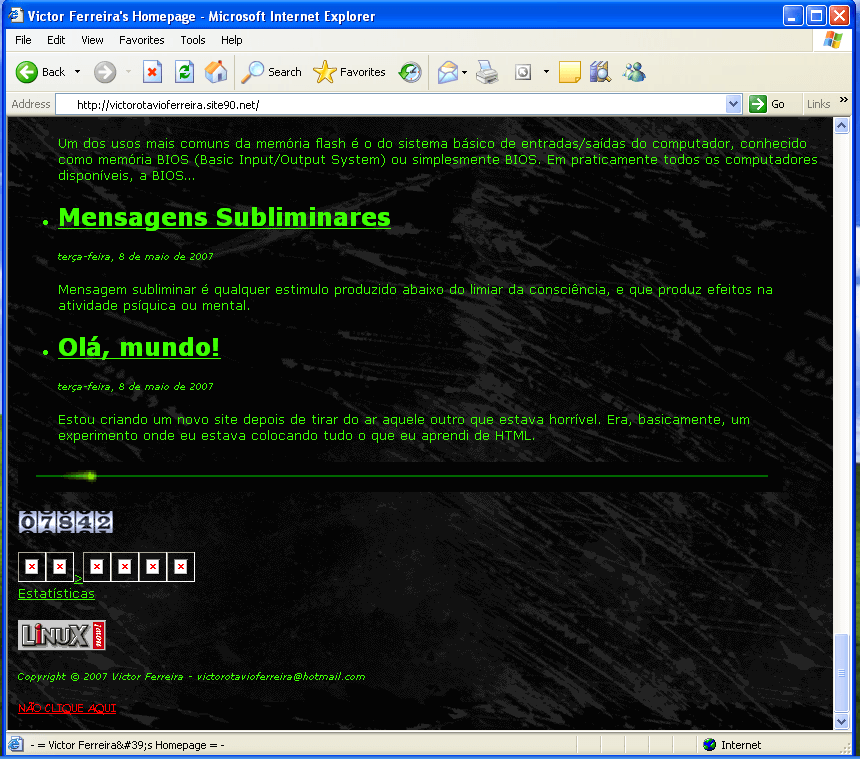 Victor Ferreira's Homepage - Microsoft Internet Explorer
File Edit View Favorites Tools Help
Back Search Favorites
Address http://victorotavioferreira.site90.net/ Go Links »
Um dos usos mais comuns da memória flash é o do sistema básico de entradas/saídas do computador, conhecido
como memória BIOS (Basic Input/Output System) ou simplesmente BIOS. Em praticamente todos os computadores
disponíveis, a BIOS...
• Mensagens Subliminares
terça-feira, 8 de maio de 2007
Mensagem subliminar é qualquer estimulo produzido abaixo do limiar da consciência, e que produz efeitos na
atividade psíquica ou mental.
• Olá, mundo!
terça-feira, 8 de maio de 2007
Estou criando um novo site depois de tirar do ar aquele outro que estava horrível. Era, basicamente, um
experimento onde eu estava colocando tudo o que eu aprendi de HTML.
07842
>
Estatísticas
LINUX now!
Copyright © 2007 Victor Ferreira - victorotavioferreira@hotmail.com
NÃO CLIQUE AQUI
- = Victor Ferreira&#39;s Homepage = - Internet